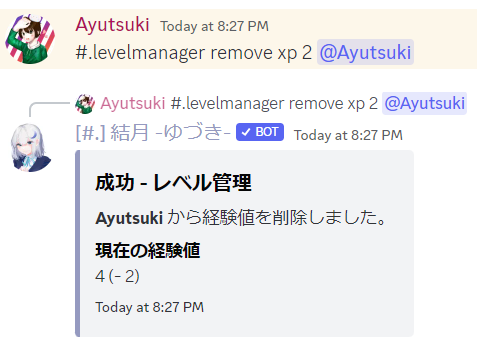 Ayutsuki Today at 8:27 PM
#.levelmanager remove xp 2 @Ayutsuki
Ayutsuki #.levelmanager remove xp 2 @Ayutsuki
[#.] 結月 -ゆづき- ✓ BOT Today at 8:27 PM
成功 - レベル管理
Ayutsuki から経験値を削除しました。
現在の経験値
4 (- 2)
Today at 8:27 PM